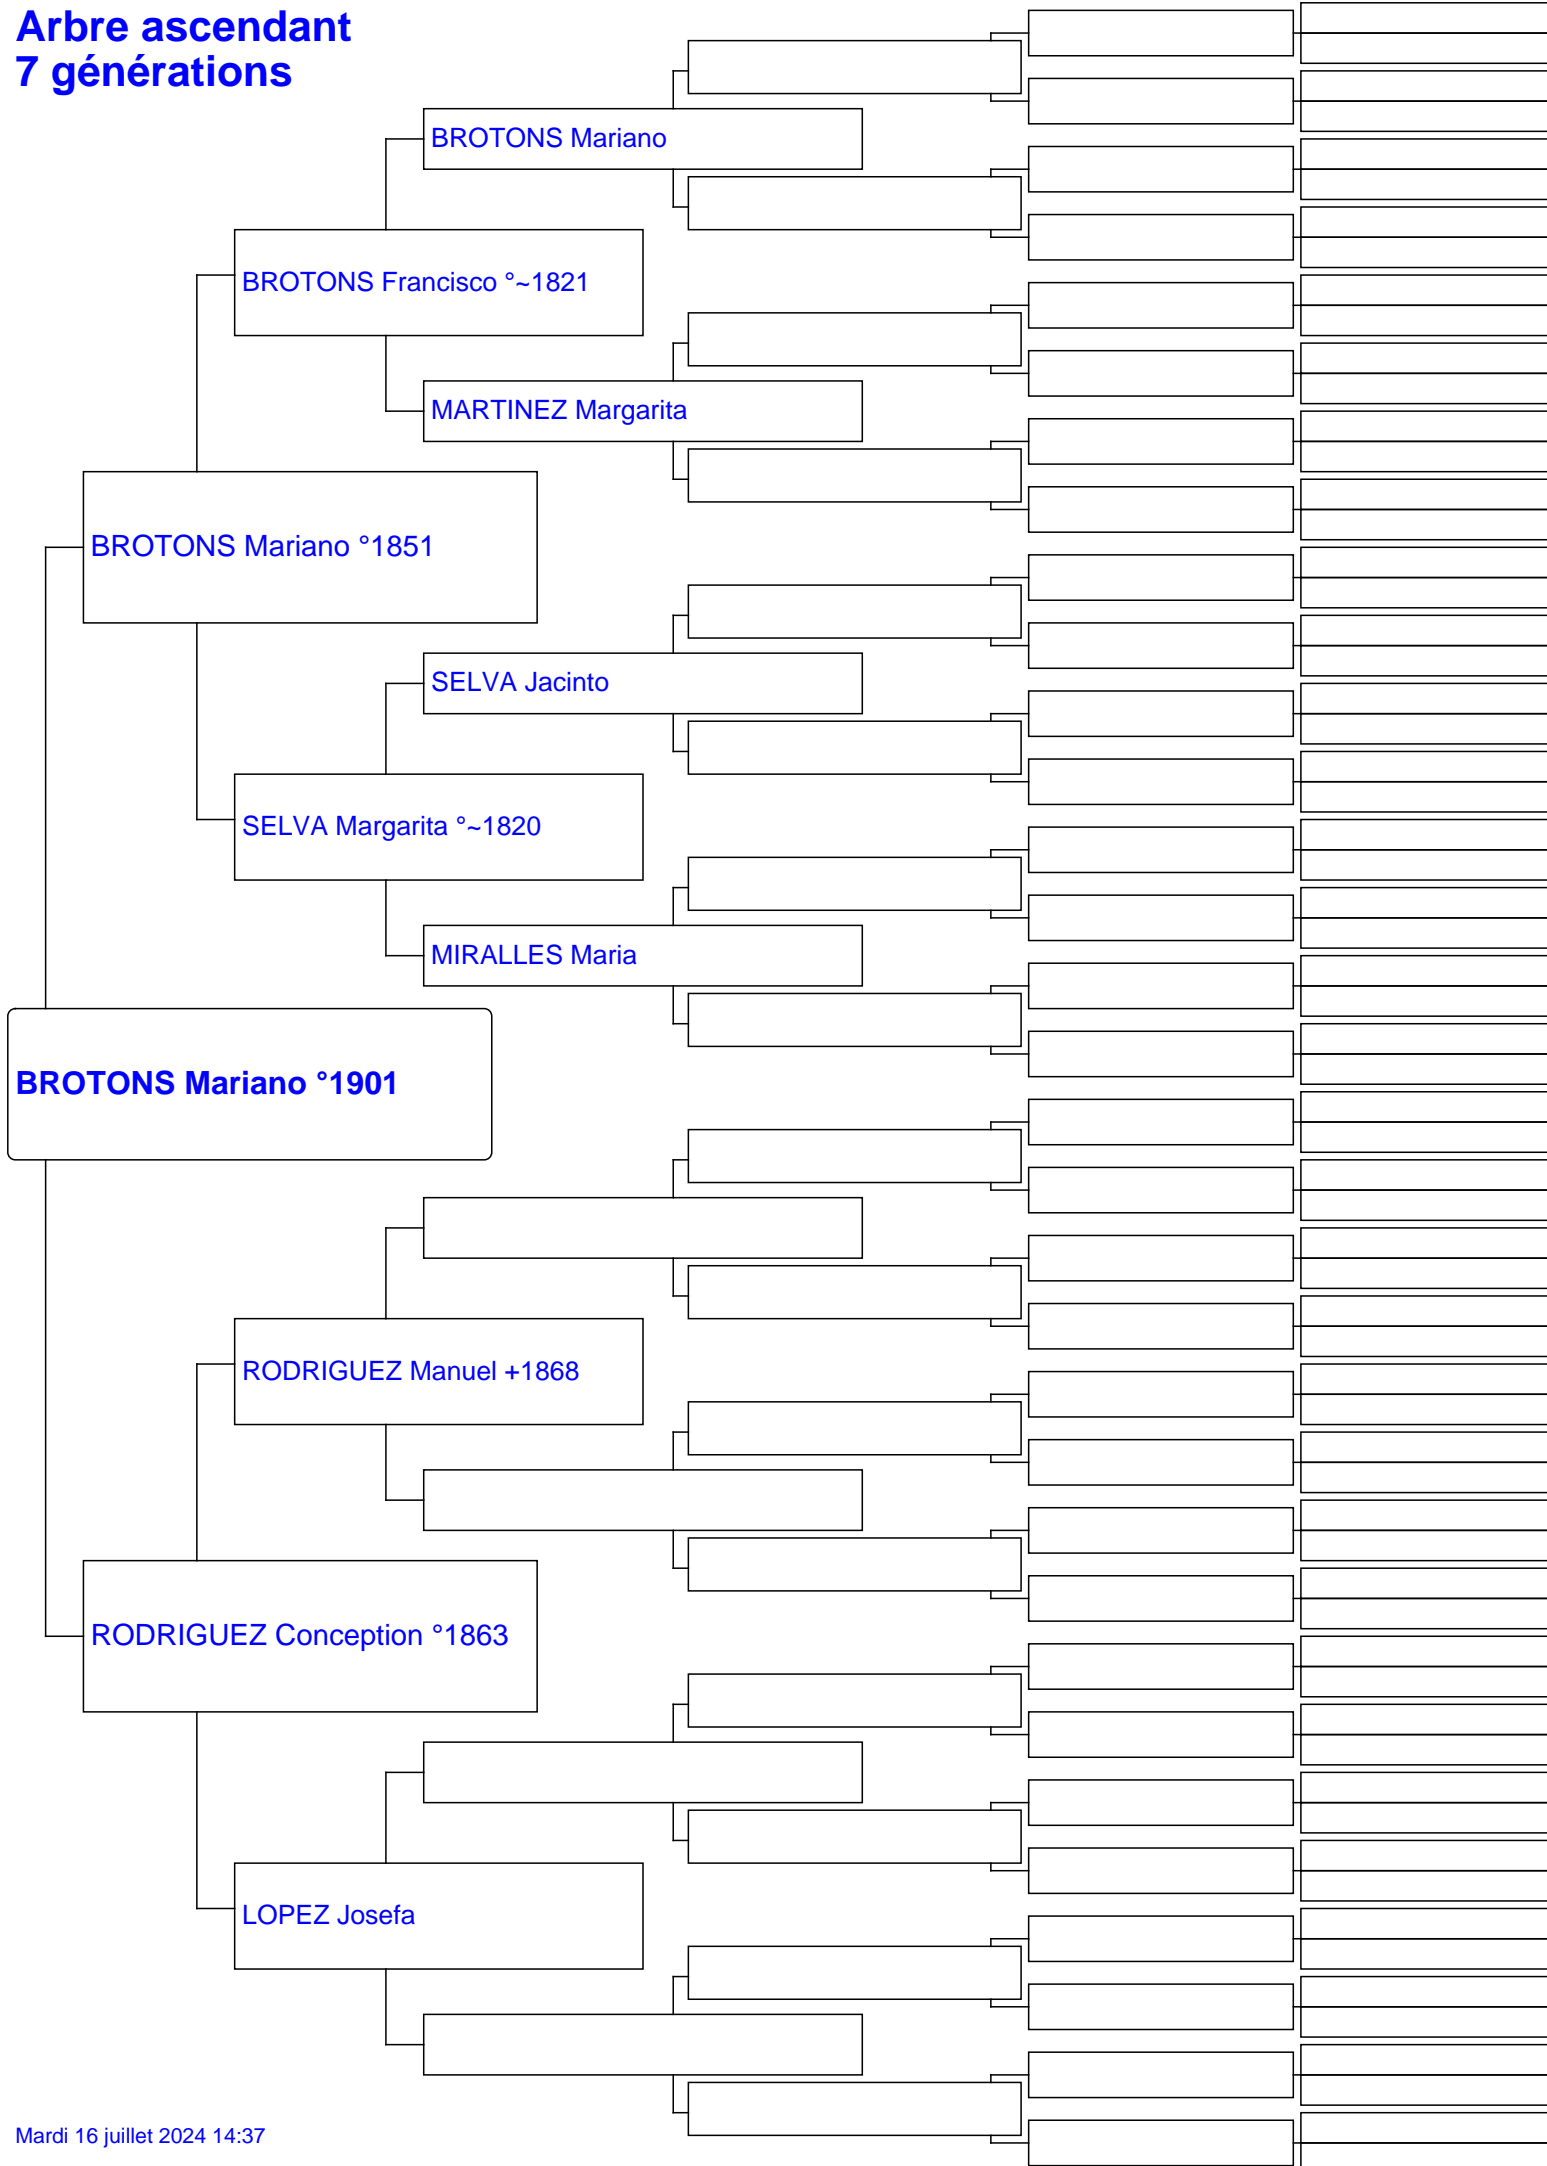 Arbre ascendant
7 générations
BROTONS Mariano
BROTONS Francisco °~1821
MARTINEZ Margarita
BROTONS Mariano °1851
SELVA Jacinto
SELVA Margarita °~1820
MIRALLES Maria
BROTONS Mariano °1901
RODRIGUEZ Manuel +1868
RODRIGUEZ Conception °1863
LOPEZ Josefa
Mardi 16 juillet 2024 14:37